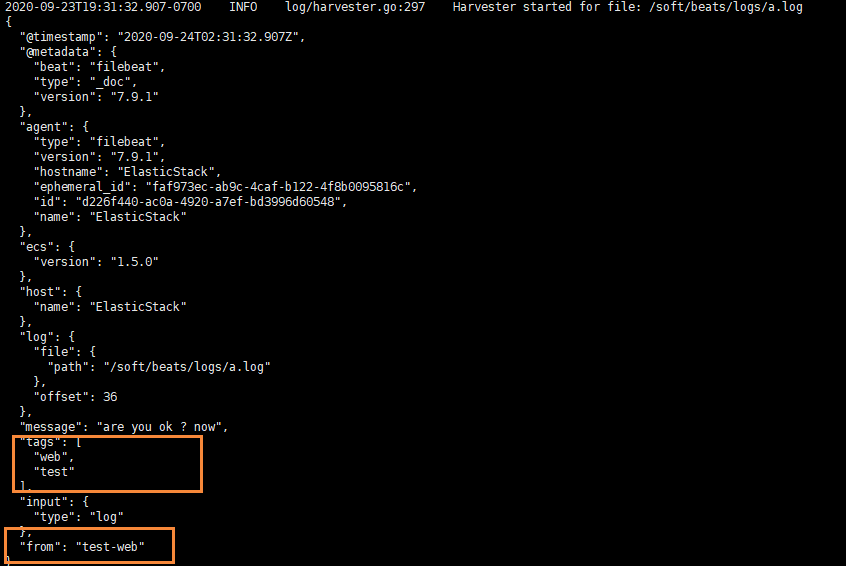 2020-09-23T19:31:32.907-0700    INFO    log/harvester.go:297    Harvester started for file: /soft/beats/logs/a.log
{
  "@timestamp": "2020-09-24T02:31:32.907Z",
  "@metadata": {
    "beat": "filebeat",
    "type": "_doc",
    "version": "7.9.1"
  },
  "agent": {
    "type": "filebeat",
    "version": "7.9.1",
    "hostname": "ElasticStack",
    "ephemeral_id": "faf973ec-ab9c-4caf-b122-4f8b0095816c",
    "id": "d226f440-ac0a-4920-a7ef-bd3996d60548",
    "name": "ElasticStack"
  },
  "ecs": {
    "version": "1.5.0"
  },
  "host": {
    "name": "ElasticStack"
  },
  "log": {
    "file": {
      "path": "/soft/beats/logs/a.log"
    },
    "offset": 36
  },
  "message": "are you ok ? now",
  "tags": [
    "web",
    "test"
  ],
  "input": {
    "type": "log"
  },
  "from": "test-web"
}